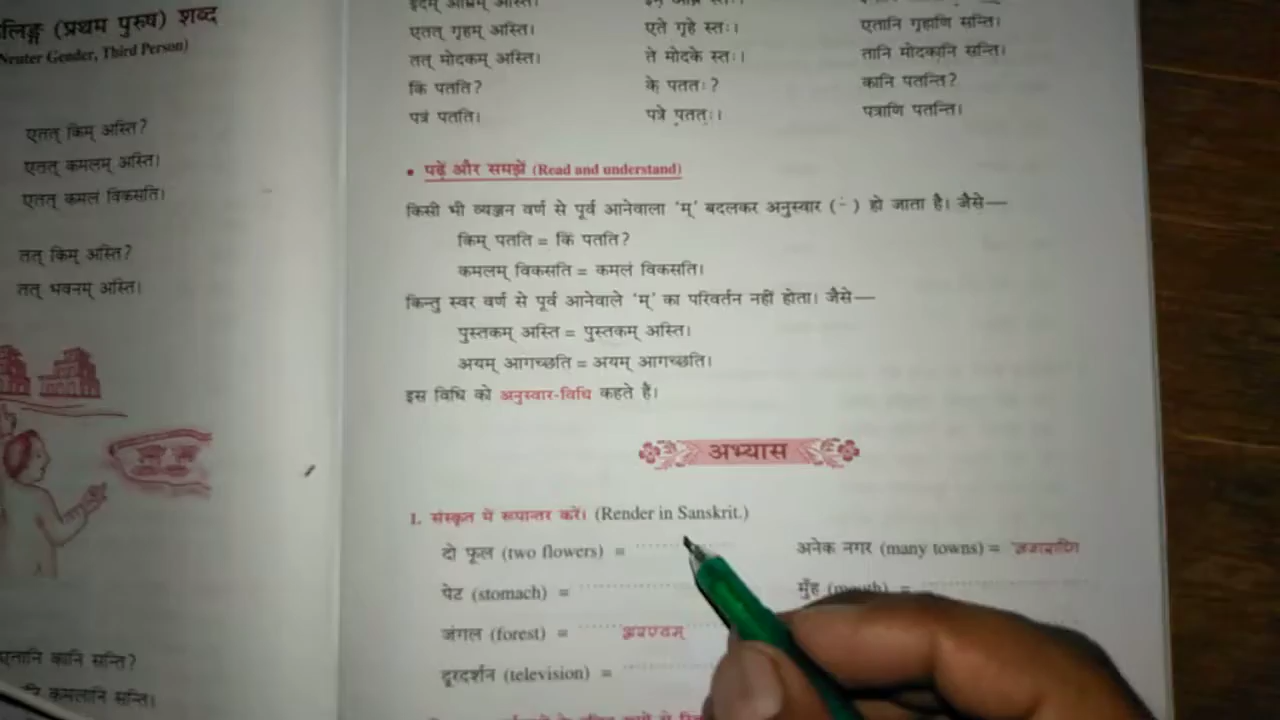 लिङ्ग (प्रथम पुरुष) शब्द
Neuter Gender, Third Person)
एतत् किम् अस्ति?
एतत् कमलम् अस्ति।
एतत् कमलं विकसति।
तत् किम् अस्ति?
तत् भवनम् अस्ति।
एतानि कानि सन्ति?
कमलानि सन्ति।
इदम् अस्ति।
एतत् गृहम् अस्ति। एते गृहे स्तः। एतानि गृहाणि सन्ति।
तत् मोदकम् अस्ति। ते मोदके स्तः। तानि मोदकानि सन्ति।
किं पतति? के पततः? कानि पतन्ति?
पत्रं पतति। पत्रे पततः। पत्राणि पतन्ति।
• पढ़ें और समझें (Read and understand)
किसी भी व्यञ्जन वर्ण से पूर्व आनेवाला 'म्' बदलकर अनुस्वार (ं) हो जाता है। जैसे—
किम् पतति = किं पतति?
कमलम् विकसति = कमलं विकसति।
किन्तु स्वर वर्ण से पूर्व आनेवाले 'म्' का परिवर्तन नहीं होता। जैसे—
पुस्तकम् अस्ति = पुस्तकम् अस्ति।
अयम् आगच्छति = अयम् आगच्छति।
इस विधि को अनुस्वार-विधि कहते हैं।
अभ्यास
1. संस्कृत में रूपान्तर करें। (Render in Sanskrit.)
दो फूल (two flowers) = अनेक नगर (many towns) = नगराणि
पेट (stomach) = मुँह (mouth) =
जंगल (forest) = अरण्यम्
दूरदर्शन (television) =